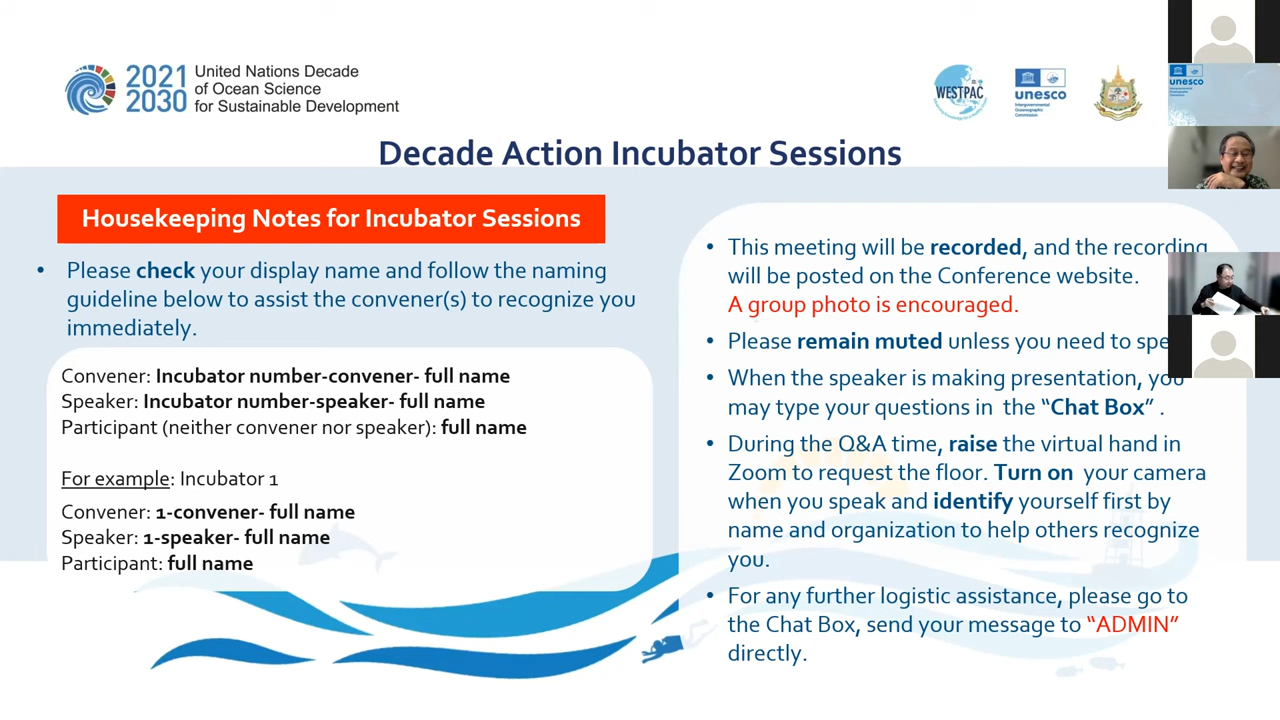 2021
2030
United Nations Decade
of Ocean Science
for Sustainable Development
WESTPAC
unesco
Intergovernmental
Oceanographic
Commission
unesco
Decade Action Incubator Sessions
Housekeeping Notes for Incubator Sessions
• Please check your display name and follow the naming
guideline below to assist the convener(s) to recognize you
immediately.
Convener: Incubator number-convener- full name
Speaker: Incubator number-speaker- full name
Participant (neither convener nor speaker): full name
For example: Incubator 1
Convener: 1-convener- full name
Speaker: 1-speaker- full name
Participant: full name
• This meeting will be recorded, and the recording
will be posted on the Conference website.
A group photo is encouraged.
• Please remain muted unless you need to spe
• When the speaker is making presentation, you
may type your questions in the “Chat Box” .
• During the Q&A time, raise the virtual hand in
Zoom to request the floor. Turn on your camera
when you speak and identify yourself first by
name and organization to help others recognize
you.
• For any further logistic assistance, please go to
the Chat Box, send your message to “ADMIN”
directly.